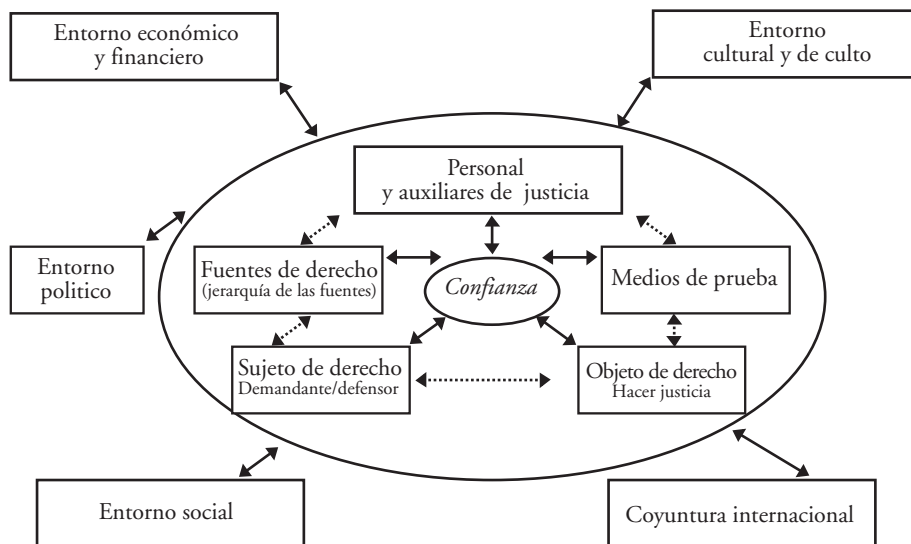 Entorno económico
y financiero
Entorno
cultural y de culto
Personal
y auxiliares de justicia
Entorno
politico
Fuentes de derecho
(jerarquía de las fuentes)
Confianza
Medios de prueba
Sujeto de derecho
Demandante/defensor
Objeto de derecho
Hacer justicia
Entorno social
Coyuntura internacional